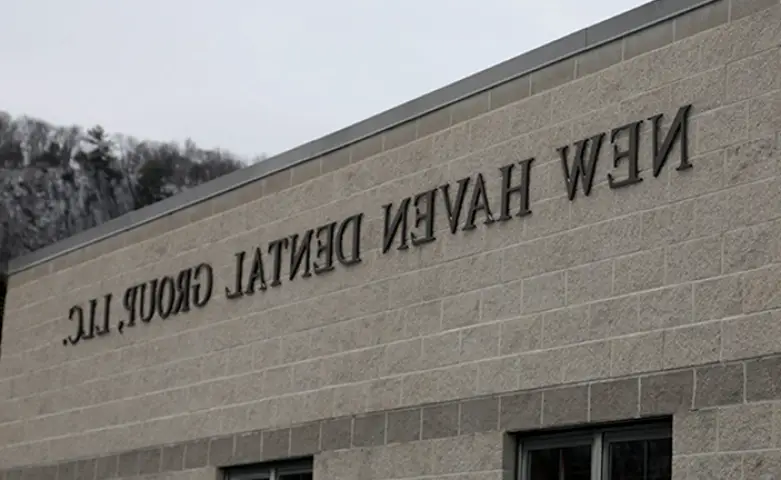 NEW HAVEN DENTAL GROUP, LLC.